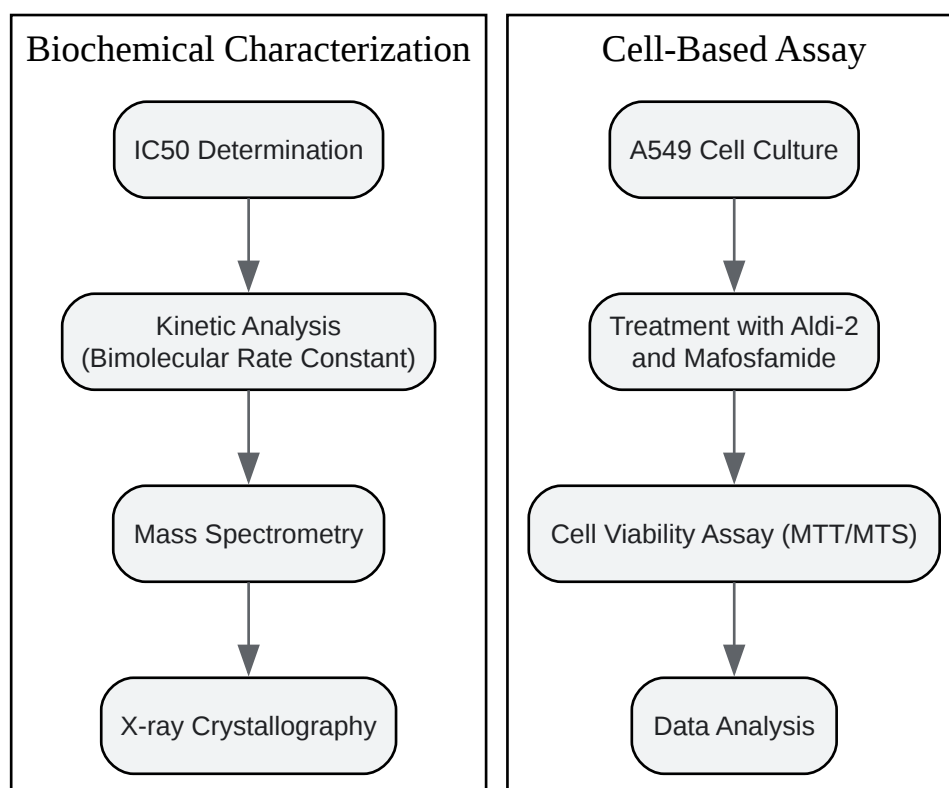 Biochemical Characterization
IC50 Determination
Kinetic Analysis
(Bimolecular Rate Constant)
Mass Spectrometry
X-ray Crystallography
Cell-Based Assay
A549 Cell Culture
Treatment with Aldi-2
and Mafosfamide
Cell Viability Assay (MTT/MTS)
Data Analysis